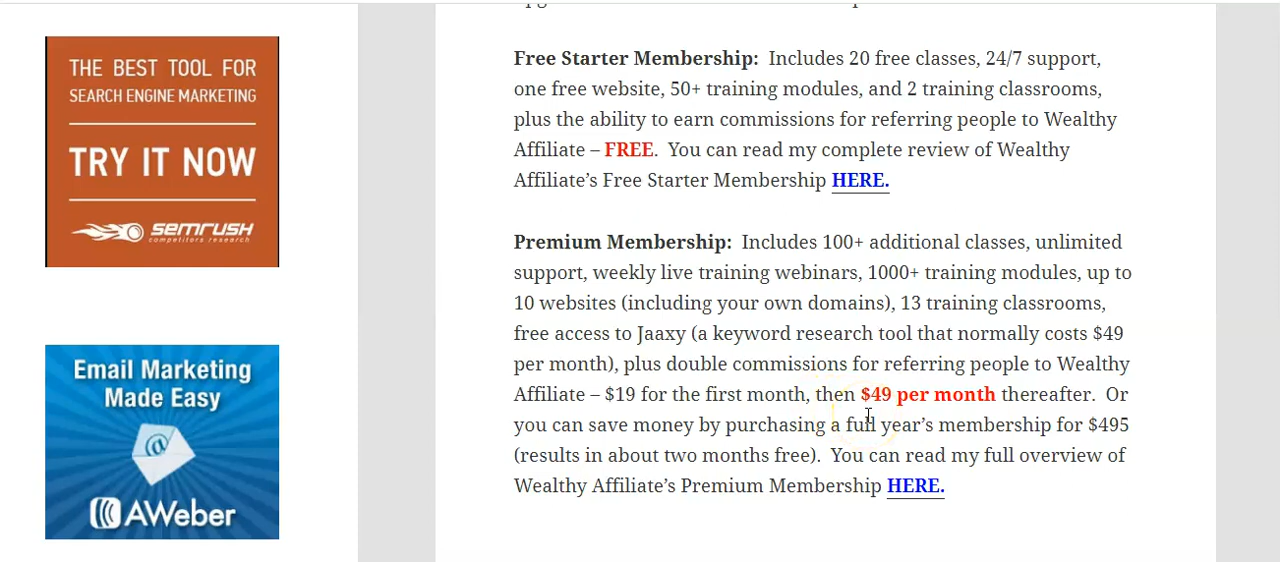 THE BEST TOOL FOR
SEARCH ENGINE MARKETING
TRY IT NOW
SEMRUSH
competitors research
Email Marketing
Made Easy
@
AWeber
Free Starter Membership: Includes 20 free classes, 24/7 support,
one free website, 50+ training modules, and 2 training classrooms,
plus the ability to earn commissions for referring people to Wealthy
Affiliate – FREE. You can read my complete review of Wealthy
Affiliate’s Free Starter Membership HERE.
Premium Membership: Includes 100+ additional classes, unlimited
support, weekly live training webinars, 1000+ training modules, up to
10 websites (including your own domains), 13 training classrooms,
free access to Jaaxy (a keyword research tool that normally costs $49
per month), plus double commissions for referring people to Wealthy
Affiliate – $19 for the first month, then $49 per month thereafter. Or
you can save money by purchasing a full year’s membership for $495
(results in about two months free). You can read my full overview of
Wealthy Affiliate’s Premium Membership HERE.